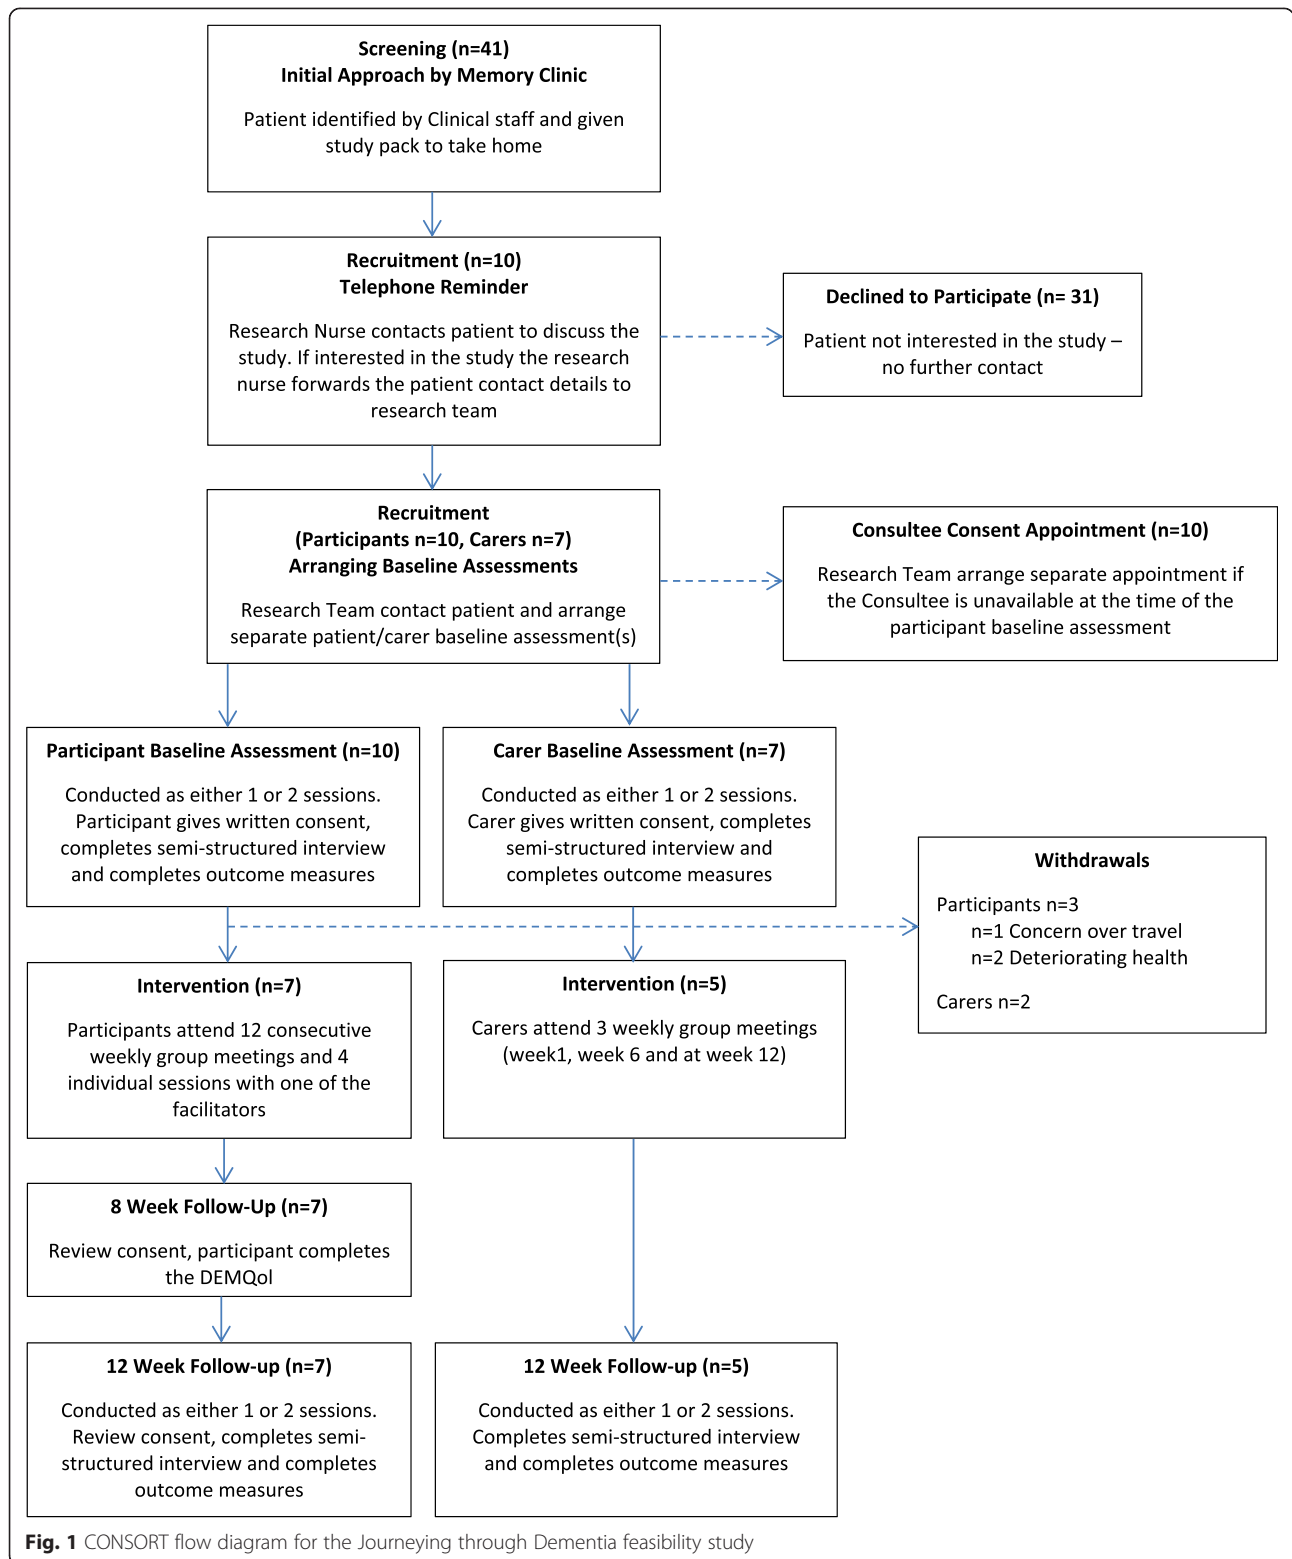 Screening (n=41)
Initial Approach by Memory Clinic
Patient identified by Clinical staff and given
study pack to take home
Recruitment (n=10)
Telephone Reminder
Research Nurse contacts patient to discuss the
study. If interested in the study the research
nurse forwards the patient contact details to
research team
Declined to Participate (n= 31)
Patient not interested in the study –
no further contact
Recruitment
(Participants n=10, Carers n=7)
Arranging Baseline Assessments
Research Team contact patient and arrange
separate patient/carer baseline assessment(s)
Consultee Consent Appointment (n=10)
Research Team arrange separate appointment if
the Consultee is unavailable at the time of the
participant baseline assessment
Participant Baseline Assessment (n=10)
Conducted as either 1 or 2 sessions.
Participant gives written consent,
completes semi-structured interview
and completes outcome measures
Carer Baseline Assessment (n=7)
Conducted as either 1 or 2 sessions.
Carer gives written consent, completes
semi-structured interview and
completes outcome measures
Withdrawals
Participants n=3
n=1 Concern over travel
n=2 Deteriorating health
Carers n=2
Intervention (n=7)
Participants attend 12 consecutive
weekly group meetings and 4
individual sessions with one of the
facilitators
Intervention (n=5)
Carers attend 3 weekly group meetings
(week1, week 6 and at week 12)
8 Week Follow-Up (n=7)
Review consent, participant completes
the DEMQol
12 Week Follow-up (n=7)
Conducted as either 1 or 2 sessions.
Review consent, completes semi-
structured interview and completes
outcome measures
12 Week Follow-up (n=5)
Conducted as either 1 or 2 sessions.
Completes semi-structured interview
and completes outcome measures
Fig. 1 CONSORT flow diagram for the Journeying through Dementia feasibility study